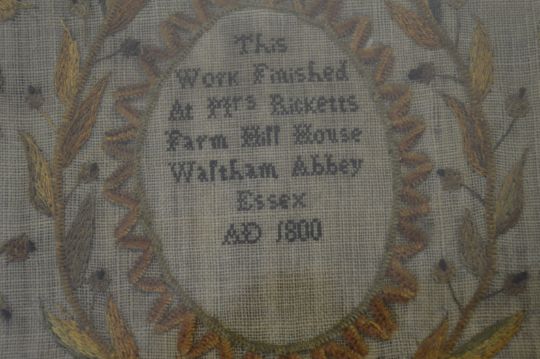 This
Work Finished
At Mrs Ricketts
Farm Hill House
Waltham Abbey
Essex
AD 1800